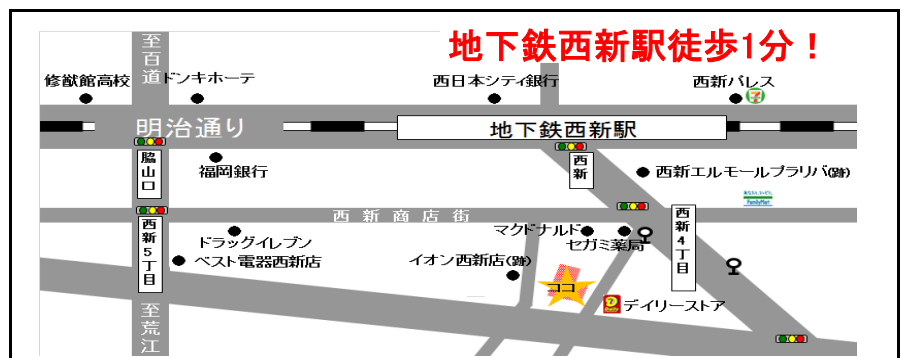 地下鉄西新駅徒歩1分！
至百道
修猷館高校
ドンキホーテ
西日本シティ銀行
西新パレス
明治通り
地下鉄西新駅
脇山口
福岡銀行
西新
西新エルモールプラリバ(跡)
FamilyMart
西新商店街
西新5丁目
ドラッグイレブン
ベスト電器西新店
マクドナルド
セガミ薬局
西新4丁目
イオン西新店(跡)
ココ
デイリーストア
至荒江